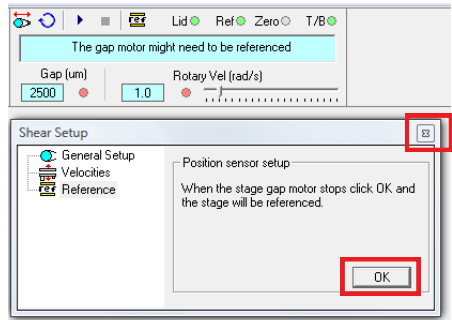 ref Lid Ref Zero T/B
The gap motor might need to be referenced
Gap (um) Rotary Vel (rad/s)
2500 1.0
Shear Setup
General Setup
Velocities
ref Reference
Position sensor setup
When the stage gap motor stops click OK and
the stage will be referenced.
OK